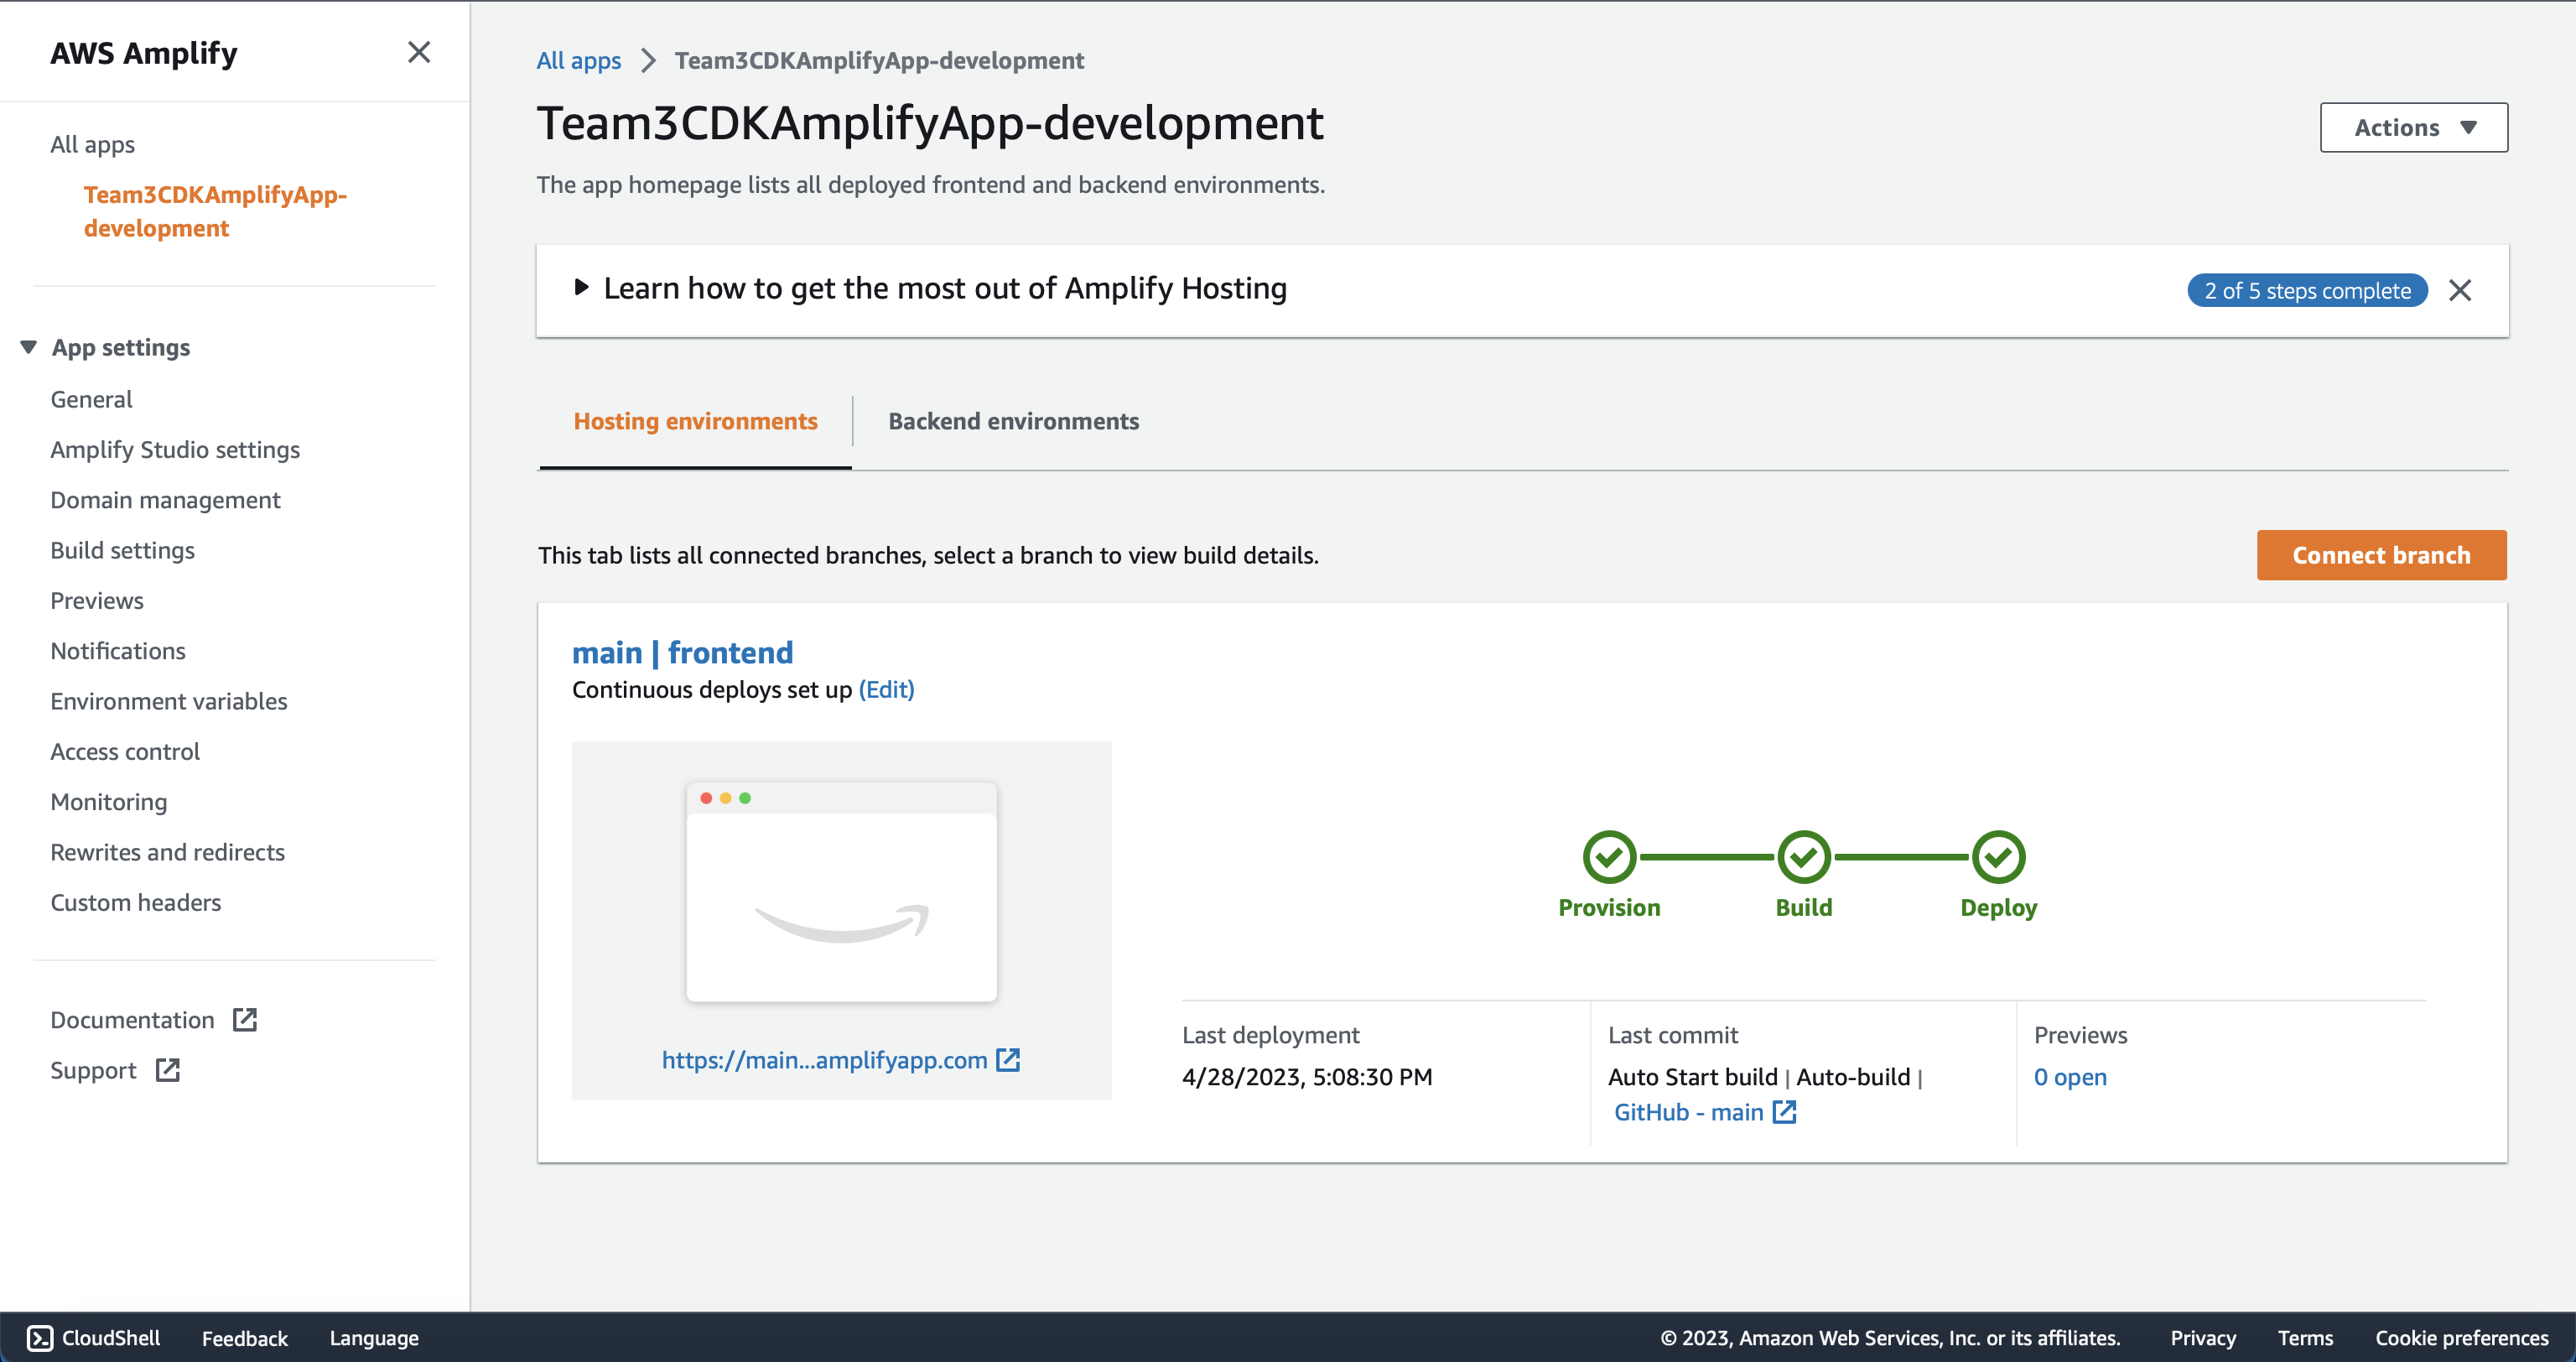 AWS Amplify
All apps
Team3CDKAmplifyApp-
development
App settings
General
Amplify Studio settings
Domain management
Build settings
Previews
Notifications
Environment variables
Access control
Monitoring
Rewrites and redirects
Custom headers
Documentation
Support
All apps
Team3CDKAmplifyApp-development
Team3CDKAmplifyApp-development
Actions
The app homepage lists all deployed frontend and backend environments.
Learn how to get the most out of Amplify Hosting
2 of 5 steps complete
Hosting environments
Backend environments
This tab lists all connected branches, select a branch to view build details.
Connect branch
main | frontend
Continuous deploys set up (Edit)
https://main...amplifyapp.com
Provision
Build
Deploy
Last deployment
4/28/2023, 5:08:30 PM
Last commit
Auto Start build | Auto-build |
GitHub - main
Previews
0 open
CloudShell
Feedback
Language
© 2023, Amazon Web Services, Inc. or its affiliates.
Privacy
Terms
Cookie preferences